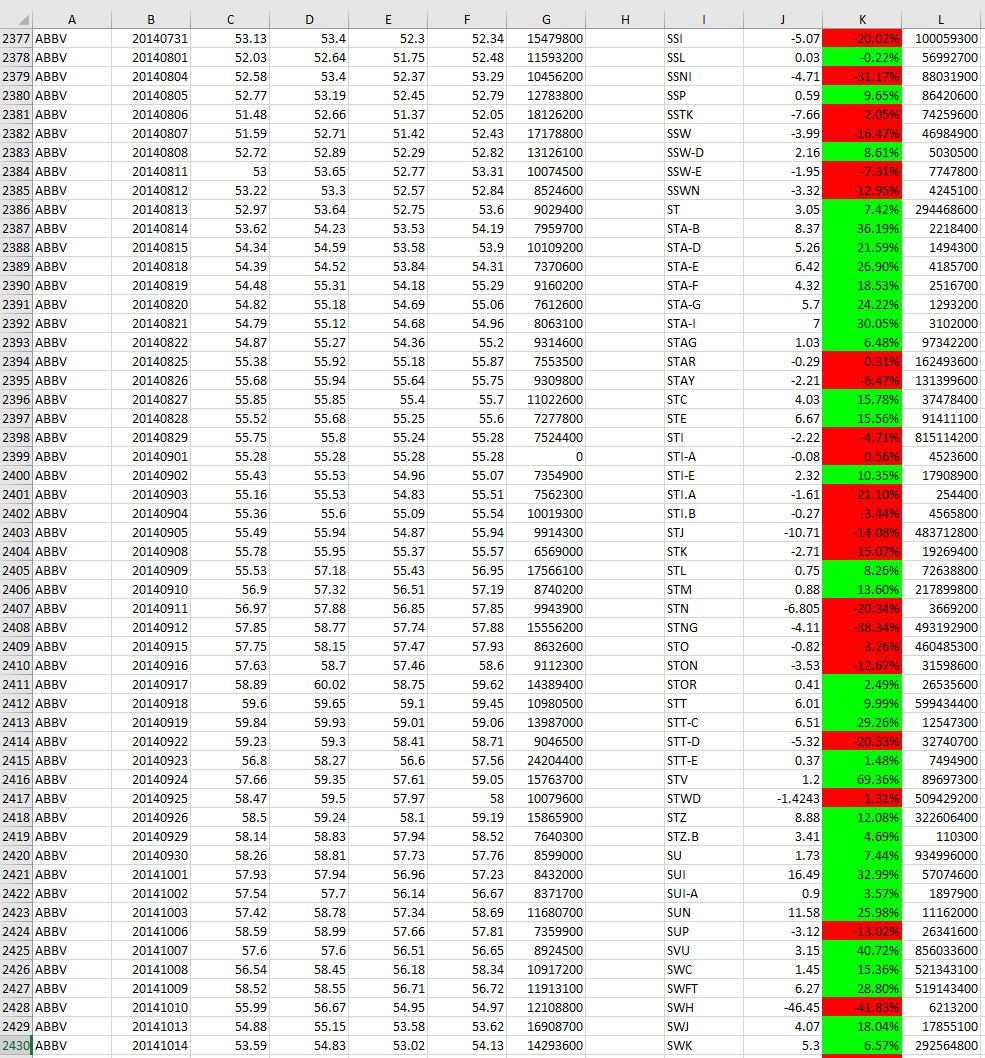 A B C D E F G H I J K L
2377 ABBV 20140731 53.13 53.4 52.3 52.34 15479800 SSI -5.07 -20.02% 100059300
2378 ABBV 20140801 52.03 52.64 51.75 52.48 11593200 SSL 0.03 -0.22% 56992700
2379 ABBV 20140804 52.58 53.4 52.37 53.29 10456200 SSNI -4.71 -31.17% 88031900
2380 ABBV 20140805 52.77 53.19 52.45 52.79 12783800 SSP 0.59 9.65% 86420600
2381 ABBV 20140806 51.48 52.66 51.37 52.05 18126200 SSTK -7.66 2.05% 74259600
2382 ABBV 20140807 51.59 52.71 51.42 52.43 17178800 SSW -3.99 -16.47% 46984900
2383 ABBV 20140808 52.72 52.89 52.29 52.82 13126100 SSW-D 2.16 8.61% 5030500
2384 ABBV 20140811 53 53.65 52.77 53.31 10074500 SSW-E -1.95 -7.31% 7747800
2385 ABBV 20140812 53.22 53.3 52.57 52.84 8524600 SSWN -3.32 -12.95% 4245100
2386 ABBV 20140813 52.97 53.64 52.75 53.6 9029400 ST 3.05 7.42% 294468600
2387 ABBV 20140814 53.62 54.23 53.53 54.19 7959700 STA-B 8.37 36.19% 2218400
2388 ABBV 20140815 54.34 54.59 53.58 53.9 10109200 STA-D 5.26 21.59% 1494300
2389 ABBV 20140818 54.39 54.52 53.84 54.31 7370600 STA-E 6.42 26.90% 4185700
2390 ABBV 20140819 54.48 55.31 54.18 55.29 9160200 STA-F 4.32 18.53% 2516700
2391 ABBV 20140820 54.82 55.18 54.69 55.06 7612600 STA-G 5.7 24.22% 1293200
2392 ABBV 20140821 54.79 55.12 54.68 54.96 8063100 STA-I 7 30.05% 3102000
2393 ABBV 20140822 54.87 55.27 54.36 55.2 9314600 STAG 1.03 6.48% 97342200
2394 ABBV 20140825 55.38 55.92 55.18 55.87 7553500 STAR -0.29 0.31% 162493600
2395 ABBV 20140826 55.68 55.94 55.64 55.75 9309800 STAY -2.21 -6.47% 131399600
2396 ABBV 20140827 55.85 55.85 55.4 55.7 11022600 STC 4.03 15.78% 37478400
2397 ABBV 20140828 55.52 55.68 55.25 55.6 7277800 STE 6.67 15.56% 91411100
2398 ABBV 20140829 55.75 55.8 55.24 55.28 7524400 STI -2.22 -4.71% 815114200
2399 ABBV 20140901 55.28 55.28 55.28 55.28 0 STI-A -0.08 0.56% 4523600
2400 ABBV 20140902 55.43 55.53 54.96 55.07 7354900 STI-E 2.32 10.35% 17908900
2401 ABBV 20140903 55.16 55.53 54.83 55.51 7562300 STI.A -1.61 -21.10% 254400
2402 ABBV 20140904 55.36 55.6 55.09 55.54 10019300 STI.B -0.27 -3.44% 4565800
2403 ABBV 20140905 55.49 55.94 54.87 55.94 9914300 STJ -10.71 -14.08% 483712800
2404 ABBV 20140908 55.78 55.95 55.37 55.57 6569000 STK -2.71 -15.07% 19269400
2405 ABBV 20140909 55.53 57.18 55.43 56.95 17566100 STL 0.75 8.26% 72638800
2406 ABBV 20140910 56.9 57.32 56.51 57.19 8740200 STM 0.88 13.60% 217899800
2407 ABBV 20140911 56.97 57.88 56.85 57.85 9943900 STN -6.805 -20.34% 3669200
2408 ABBV 20140912 57.85 58.77 57.74 57.88 15556200 STNG -4.11 -38.34% 493192900
2409 ABBV 20140915 57.75 58.15 57.47 57.93 8632600 STO -0.82 -3.26% 460485300
2410 ABBV 20140916 57.63 58.7 57.46 58.6 9112300 STON -3.53 -12.67% 31598600
2411 ABBV 20140917 58.89 60.02 58.75 59.62 14389400 STOR 0.41 2.49% 26535600
2412 ABBV 20140918 59.6 59.65 59.1 59.45 10980500 STT 6.01 9.99% 599434400
2413 ABBV 20140919 59.84 59.93 59.01 59.06 13987000 STT-C 6.51 29.26% 12547300
2414 ABBV 20140922 59.23 59.3 58.41 58.71 9046500 STT-D -5.32 -20.33% 32740700
2415 ABBV 20140923 56.8 58.27 56.6 57.56 24204400 STT-E 0.37 1.48% 7494900
2416 ABBV 20140924 57.66 59.35 57.61 59.05 15763700 STV 1.2 69.36% 89697300
2417 ABBV 20140925 58.47 59.5 57.97 58 10079600 STWD -1.4243 1.31% 509429200
2418 ABBV 20140926 58.5 59.24 58.1 59.19 15865900 STZ 8.88 12.08% 322606400
2419 ABBV 20140929 58.14 58.83 57.94 58.52 7640300 STZ.B 3.41 4.69% 110300
2420 ABBV 20140930 58.26 58.81 57.73 57.76 8599000 SU 1.73 7.44% 934996000
2421 ABBV 20141001 57.93 57.94 56.96 57.23 8432000 SUI 16.49 32.99% 57074600
2422 ABBV 20141002 57.54 57.7 56.14 56.67 8371700 SUI-A 0.9 3.57% 1897900
2423 ABBV 20141003 57.42 58.78 57.34 58.69 11680700 SUN 11.58 25.98% 11162000
2424 ABBV 20141006 58.59 58.99 57.66 57.81 7359900 SUP -3.12 -13.02% 26341600
2425 ABBV 20141007 57.6 57.6 56.51 56.65 8924500 SVU 3.15 40.72% 856033600
2426 ABBV 20141008 56.54 58.45 56.18 58.34 10917200 SWC 1.45 15.36% 521343100
2427 ABBV 20141009 58.52 58.55 56.71 56.72 11913100 SWFT 6.27 28.80% 519143400
2428 ABBV 20141010 55.99 56.67 54.95 54.97 12108800 SWH -46.45 -41.83% 6213200
2429 ABBV 20141013 54.88 55.15 53.58 53.62 16908700 SWJ 4.07 18.04% 17855100
2430 ABBV 20141014 53.59 54.83 53.02 54.13 14293600 SWK 5.3 6.57% 292564800